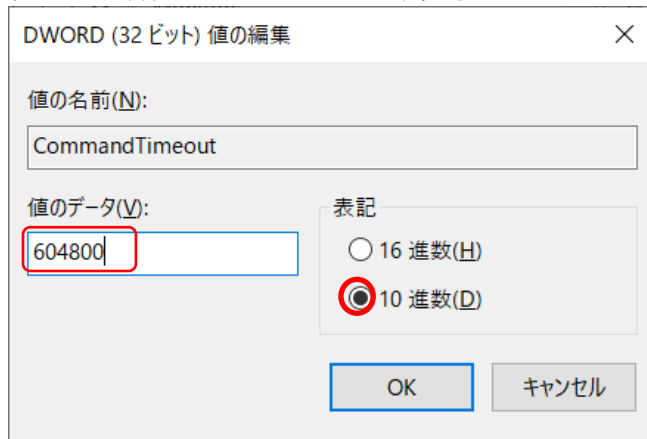 DWORD (32 ビット) 値の編集
値の名前(N):
CommandTimeout
値のデータ(V):
表記
604800
16 進数(H)
10 進数(D)
OK
キャンセル